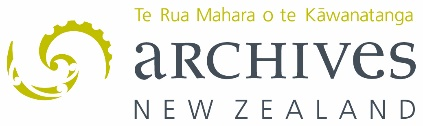 Te Rua Mahara o te Kāwanatanga
ARCHIVES
NEW ZEALAND